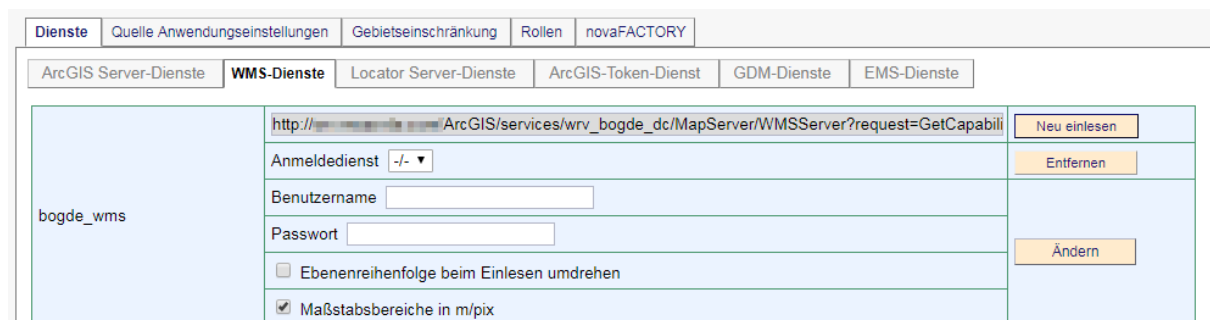 Dienste Quelle Anwendungseinstellungen Gebietseinschränkung Rollen novaFACTORY
ArcGIS Server-Dienste WMS-Dienste Locator Server-Dienste ArcGIS-Token-Dienst GDM-Dienste EMS-Dienste
http:// ArcGIS/services/wrv_bogde_dc/MapServer/WMSServer?request=GetCapabili Neu einlesen
Anmeldedienst -/- Entfernen
Benutzername
bogde_wms
Passwort
Ändern
Ebenenreihenfolge beim Einlesen umdrehen
Maßstabsbereiche in m/pix